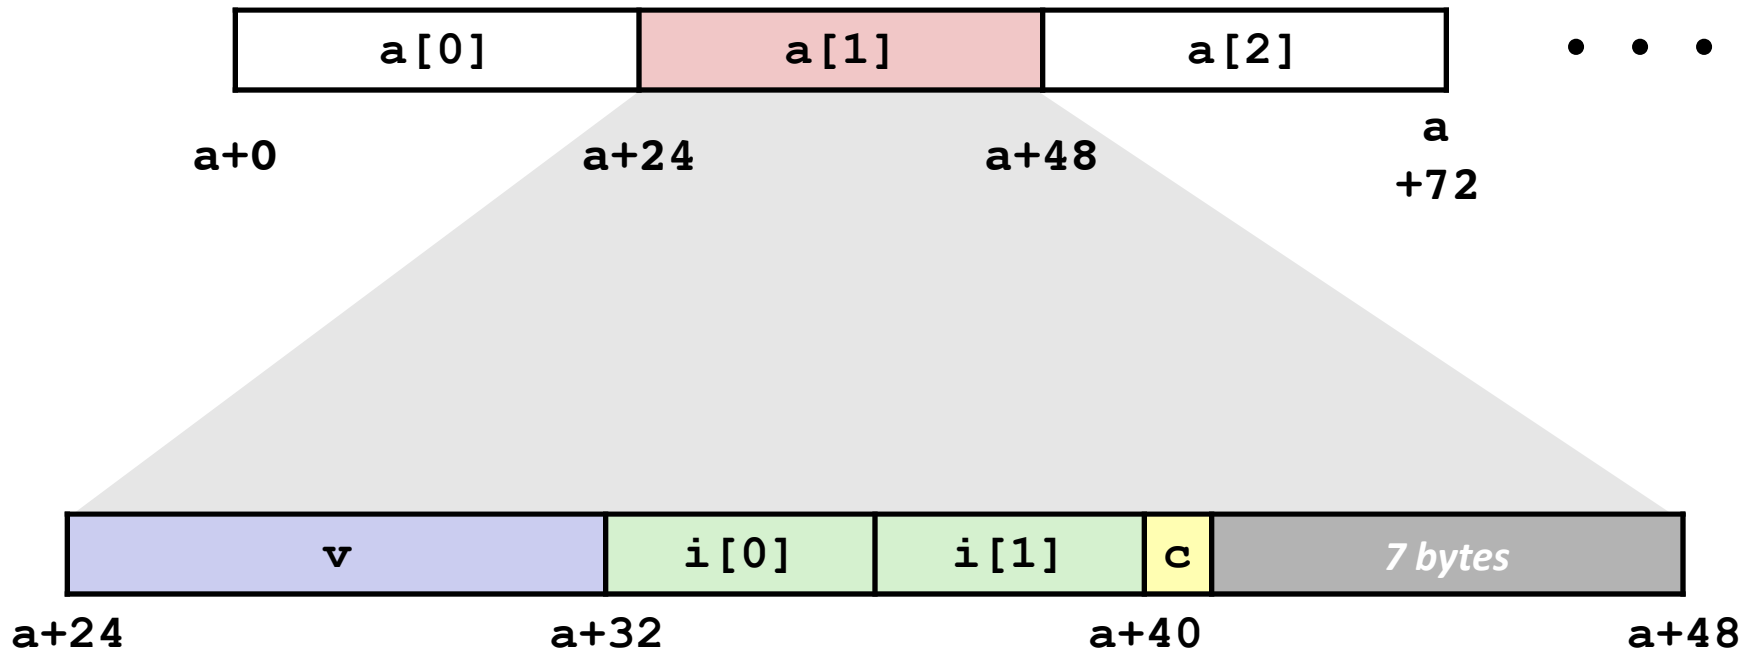 a[0] a[1] a[2] • • •
a+0 a+24 a+48 a
+72
v i[0] i[1] c 7 bytes
a+24 a+32 a+40 a+48